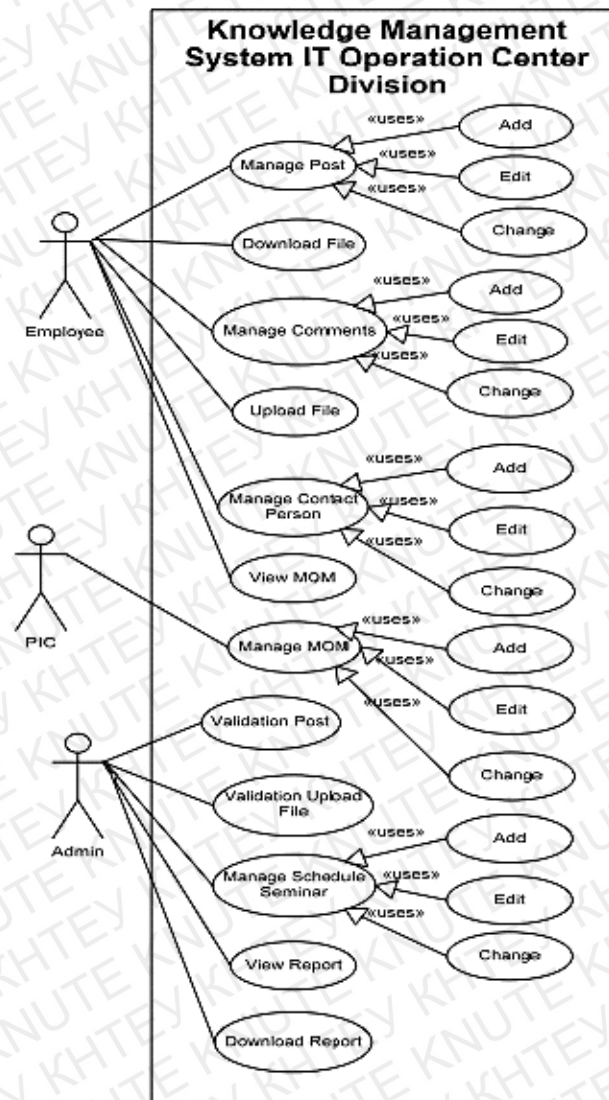 Knowledge Management
System IT Operation Center
Division
«uses»
Add
«uses»
Manage Post
Edit
«uses»
Change
Download File
Employee
«uses»
Add
«uses»
Manage Comments
Edit
«uses»
Change
Upload File
«uses»
Add
Manage Contact
Person
«uses»
Edit
«uses»
Change
View MOM
PIC
«uses»
Manage MOM
Add
«uses»
Edit
«uses»
Change
Validation Post
Admin
Validation Upload
File
«uses»
Add
Manage Schedule
Seminar
«uses»
Edit
«uses»
Change
View Report
Download Report